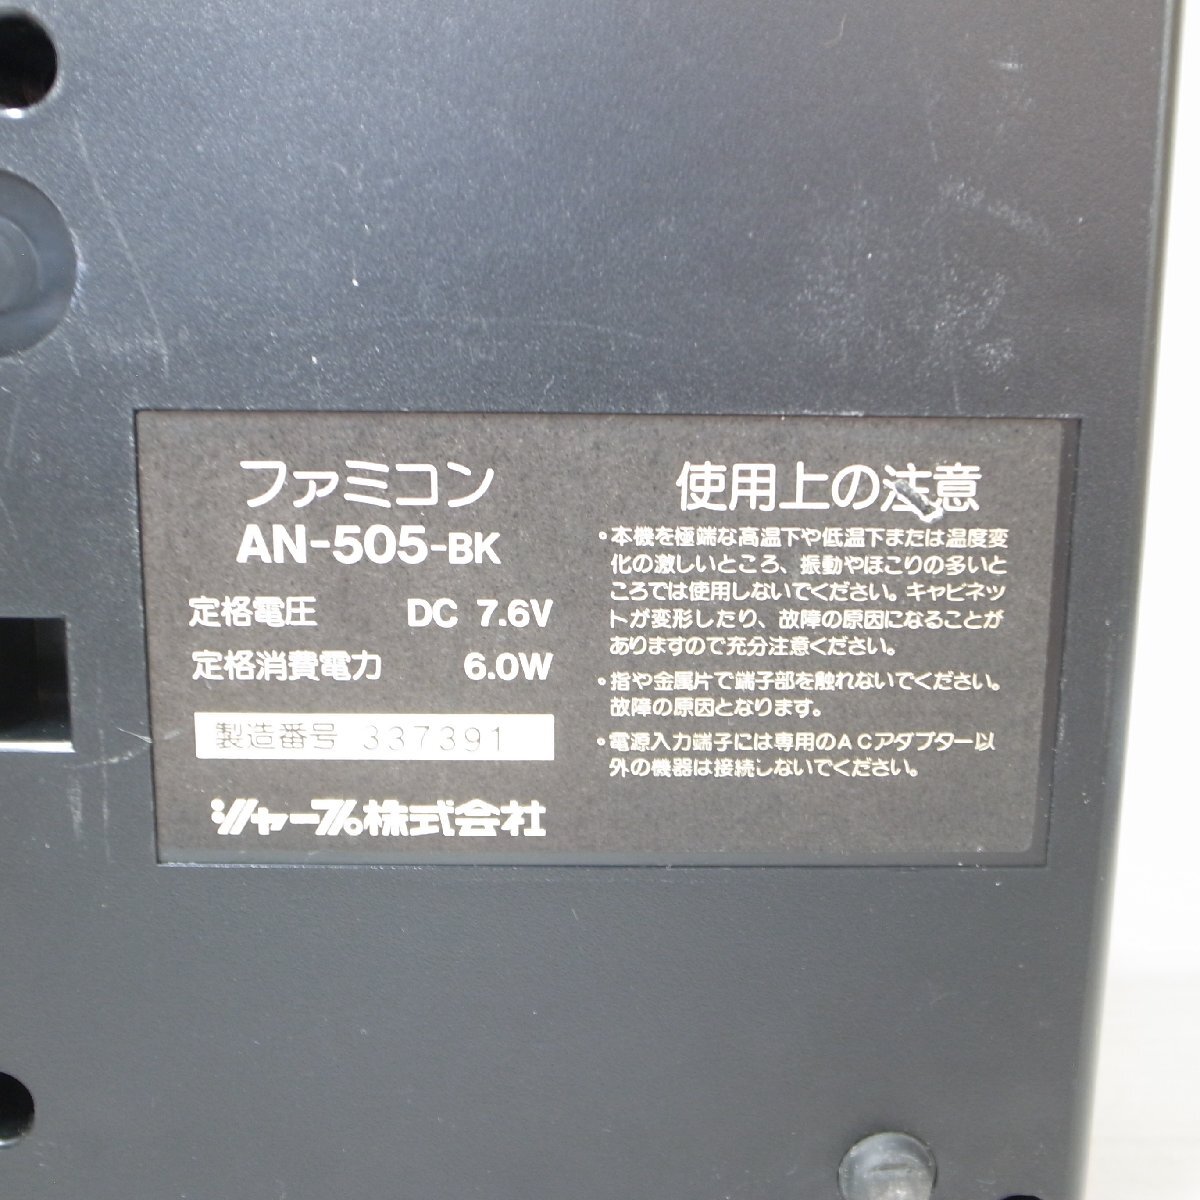 ファミコン
AN-505-BK
定格電圧 DC 7.6V
定格消費電力 6.0W
製造番号 337391
シャープ株式会社
使用上の注意
・本機を極端な高温下や低温下または温度変
化の激しいところ、振動やほこりの多いと
ころでは使用しないでください。キャビネッ
トが変形したり、故障の原因になることが
ありますので充分注意ください。
・指や金属片で端子部を触れないでください。
故障の原因となります。
・電源入力端子には専用のACアダプター以
外の機器は接続しないでください。